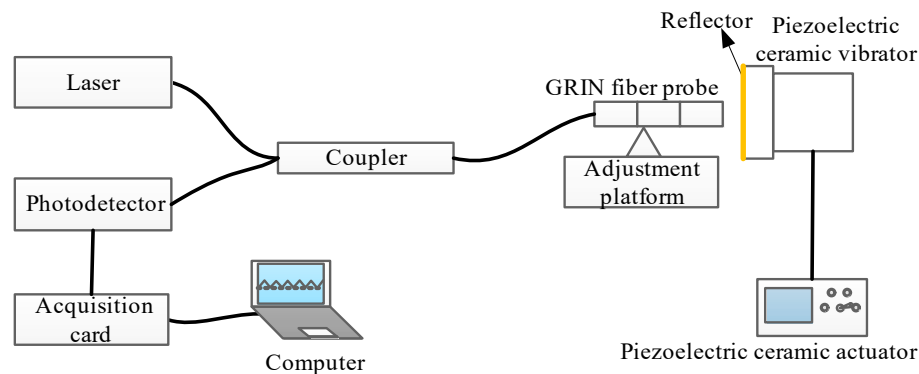 Reflector
Piezoelectric
ceramic vibrator
Laser
GRIN fiber probe
Coupler
Adjustment
platform
Photodetector
Acquisition
card
Computer
Piezoelectric ceramic actuator